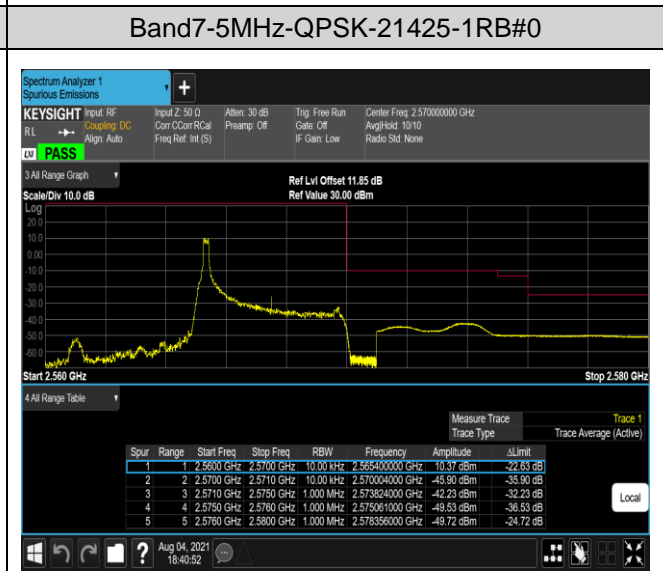 Band7-5MHz-QPSK-21425-1RB#0
Spectrum Analyzer 1
Spurious Emissions
+
KEYSIGHT Input: RF Input Z: 50 Ω Atten: 30 dB Trig: Free Run Center Freq: 2.570000000 GHz
RL Coupling: DC Corr CCorr RCal Preamp: Off Gate: Off Avg|Hold: 10/10
Align: Auto Freq Ref: Int (S) IF Gain: Low Radio Std: None
LXI PASS
3 All Range Graph
Ref Lvl Offset 11.85 dB
Scale/Div 10.0 dB Ref Value 30.00 dBm
Log
20.0
10.0
0.00
-10.0
-20.0
-30.0
-40.0
-50.0
-60.0
Start 2.560 GHz Stop 2.580 GHz
4 All Range Table
Measure Trace Trace 1
Trace Type Trace Average (Active)
Spur Range Start Freq Stop Freq RBW Frequency Amplitude ΔLimit
1 1 2.5600 GHz 2.5700 GHz 10.00 kHz 2.565400000 GHz 10.37 dBm -22.63 dB
2 2 2.5700 GHz 2.5710 GHz 10.00 kHz 2.570004000 GHz -45.90 dBm -35.90 dB
3 3 2.5710 GHz 2.5750 GHz 1.000 MHz 2.573824000 GHz -42.23 dBm -32.23 dB
4 4 2.5750 GHz 2.5760 GHz 1.000 MHz 2.575061000 GHz -49.53 dBm -36.53 dB
5 5 2.5760 GHz 2.5800 GHz 1.000 MHz 2.578356000 GHz -49.72 dBm -24.72 dB
Local
? Aug 04, 2021
18:40:52